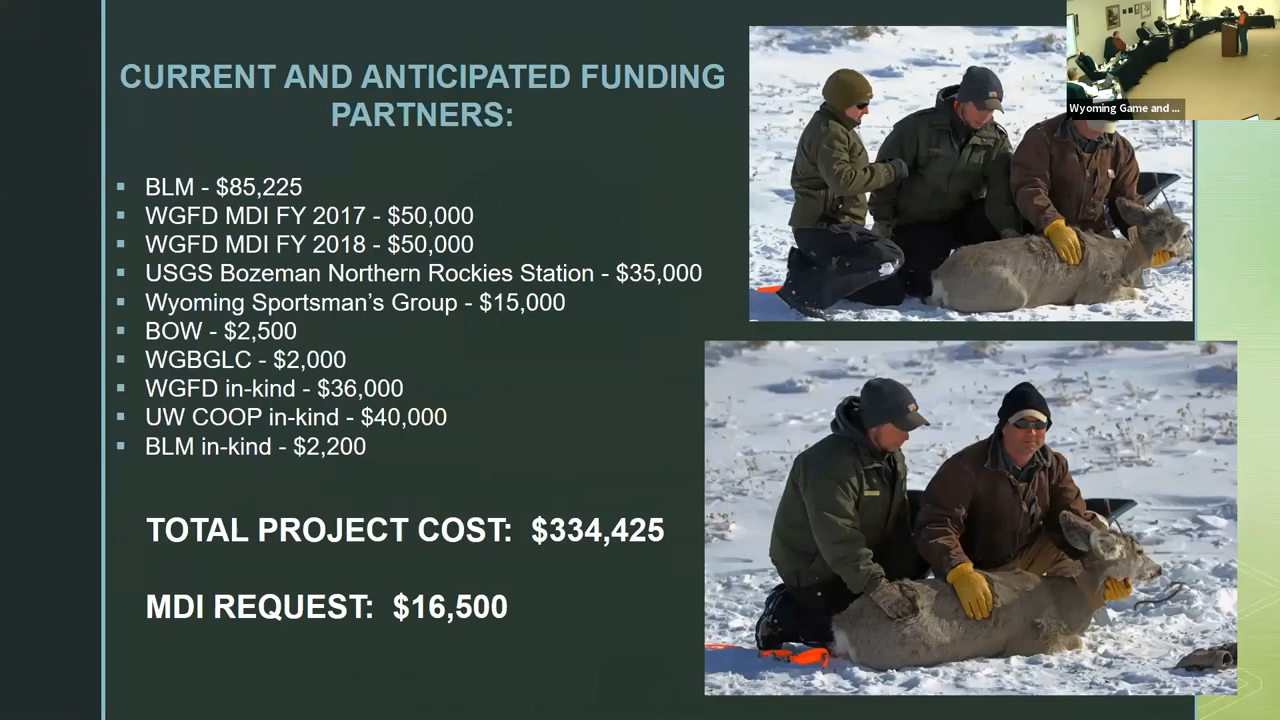 CURRENT AND ANTICIPATED FUNDING
PARTNERS:
▪ BLM - $85,225
▪ WGFD MDI FY 2017 - $50,000
▪ WGFD MDI FY 2018 - $50,000
▪ USGS Bozeman Northern Rockies Station - $35,000
▪ Wyoming Sportsman’s Group - $15,000
▪ BOW - $2,500
▪ WGBGLC - $2,000
▪ WGFD in-kind - $36,000
▪ UW COOP in-kind - $40,000
▪ BLM in-kind - $2,200
TOTAL PROJECT COST: $334,425
MDI REQUEST: $16,500
Wyoming Game and ...